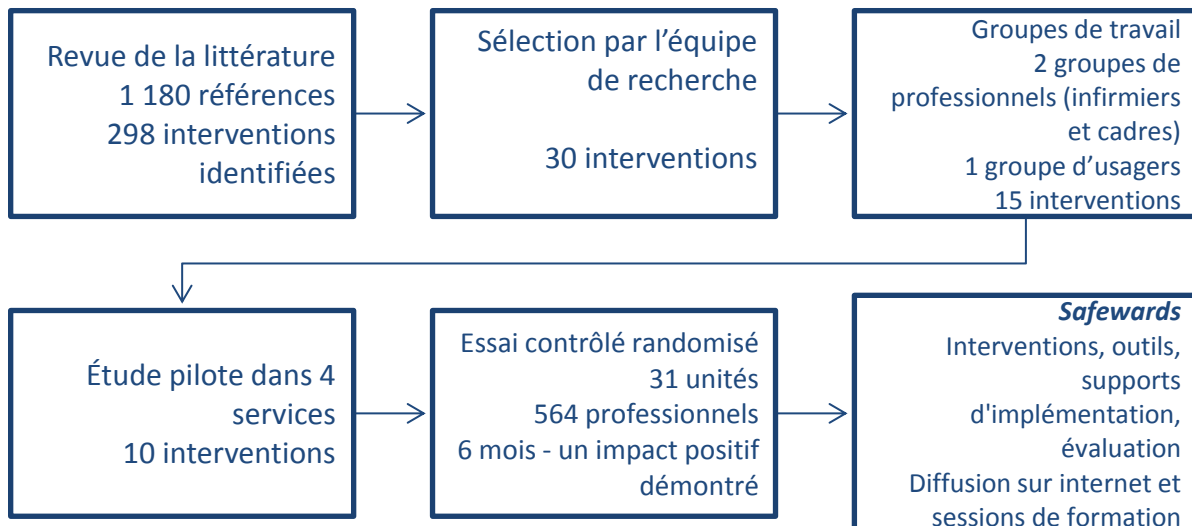 Revue de la littérature
1 180 références
298 interventions
identifiées
Sélection par l’équipe
de recherche
30 interventions
Groupes de travail
2 groupes de
professionnels (infirmiers
et cadres)
1 groupe d’usagers
15 interventions
Étude pilote dans 4
services
10 interventions
Essai contrôlé randomisé
31 unités
564 professionnels
6 mois - un impact positif
démontré
Safewards
Interventions, outils,
supports
d'implémentation,
évaluation
Diffusion sur internet et
sessions de formation